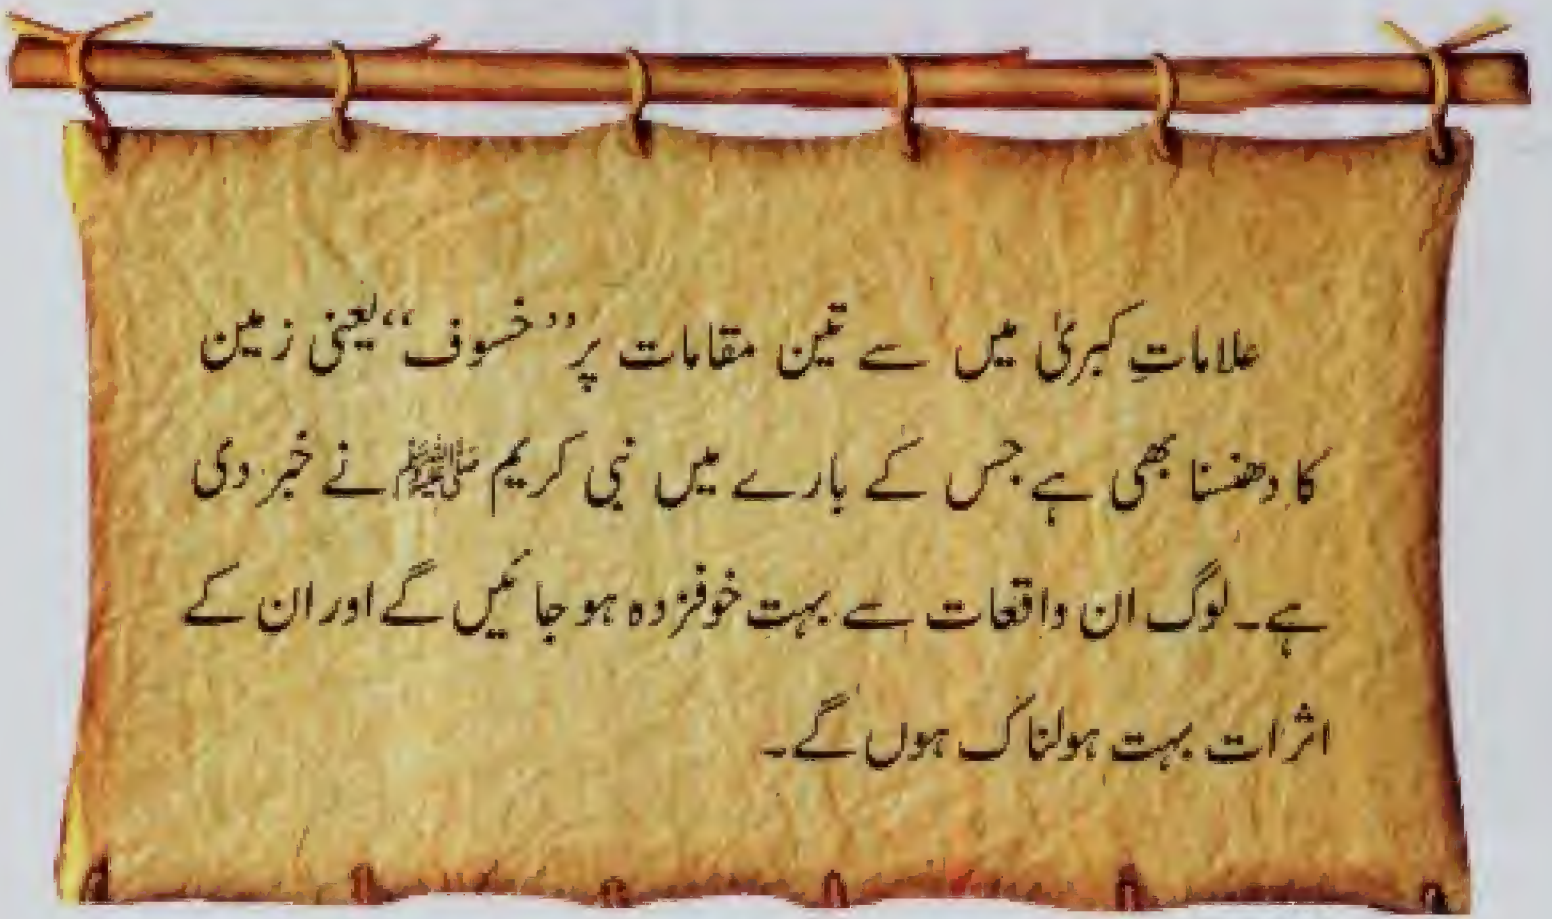 علاماتِ کبریٰ میں سے تین مقامات پر ’’خسوف‘‘ یعنی زمین
کا دھنسنا بھی ہے جس کے بارے میں نبی کریم ﷺ نے خبر دی
ہے۔ لوگ ان واقعات سے بہت خوفزدہ ہو جائیں گے اور ان کے
اثرات بہت ہولناک ہوں گے۔